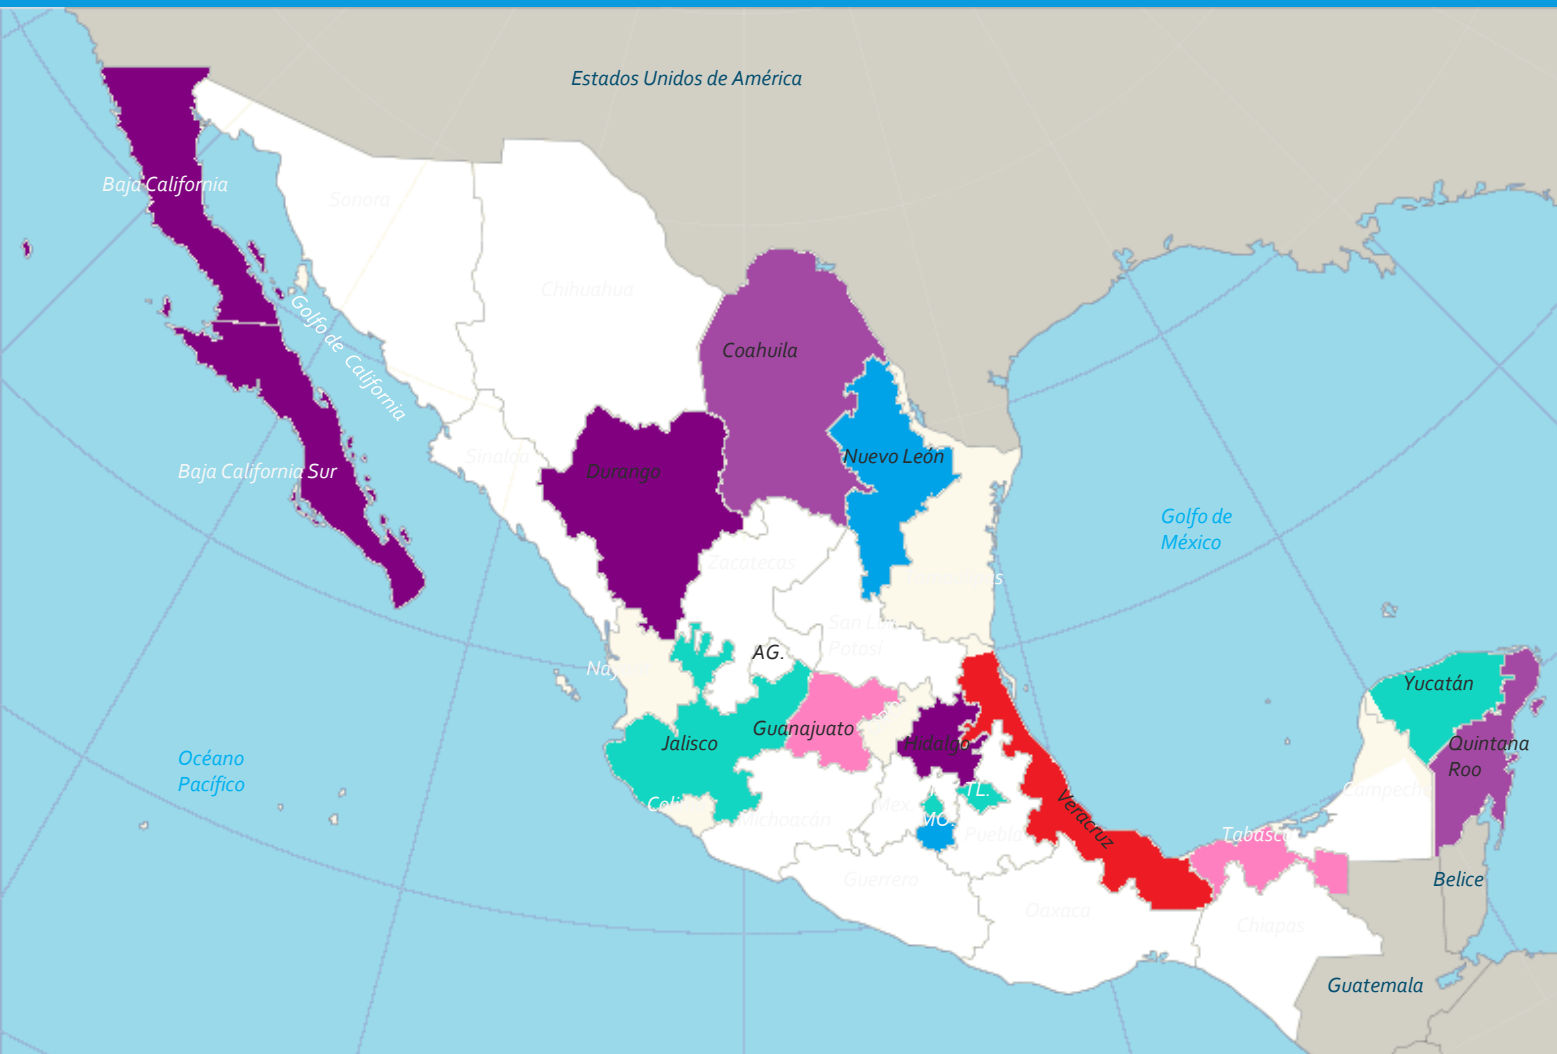 Estados Unidos de América
Baja California
Sonora
Chihuahua
Golfo de California
Coahuila
Baja California Sur
Sinaloa
Durango
Nuevo León
Golfo de
México
Zacatecas
San Luis
Potosí
AG.
Yucatán
Guanajuato
Jalisco
Hidalgo
Quintana
Roo
Océano
Pacífico
TL.
Campeche
Michoacán
MO.
Puebla
Veracruz
Tabasco
Guerrero
Belice
Oaxaca
Chiapas
Guatemala